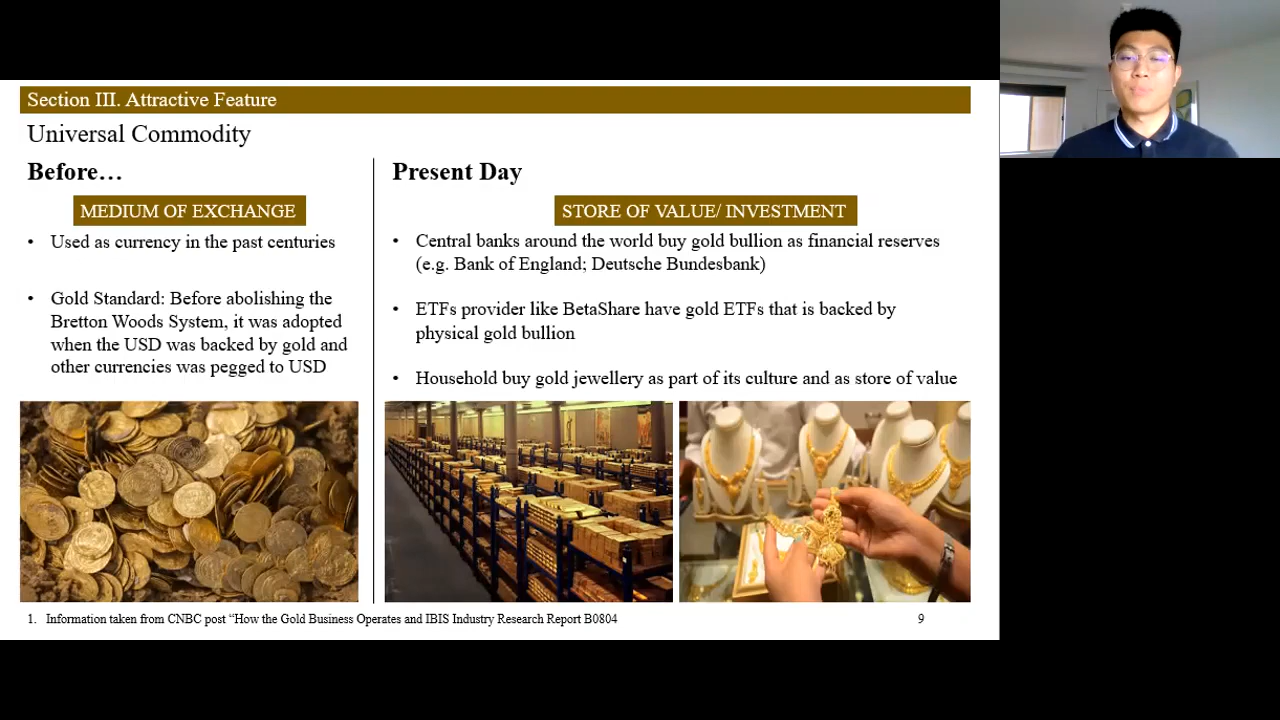 Section III. Attractive Feature
Universal Commodity
Before…
MEDIUM OF EXCHANGE
• Used as currency in the past centuries
• Gold Standard: Before abolishing the
Bretton Woods System, it was adopted
when the USD was backed by gold and
other currencies was pegged to USD
Present Day
STORE OF VALUE/ INVESTMENT
• Central banks around the world buy gold bullion as financial reserves
(e.g. Bank of England; Deutsche Bundesbank)
• ETFs provider like BetaShare have gold ETFs that is backed by
physical gold bullion
• Household buy gold jewellery as part of its culture and as store of value
1. Information taken from CNBC post “How the Gold Business Operates and IBIS Industry Research Report B0804
9